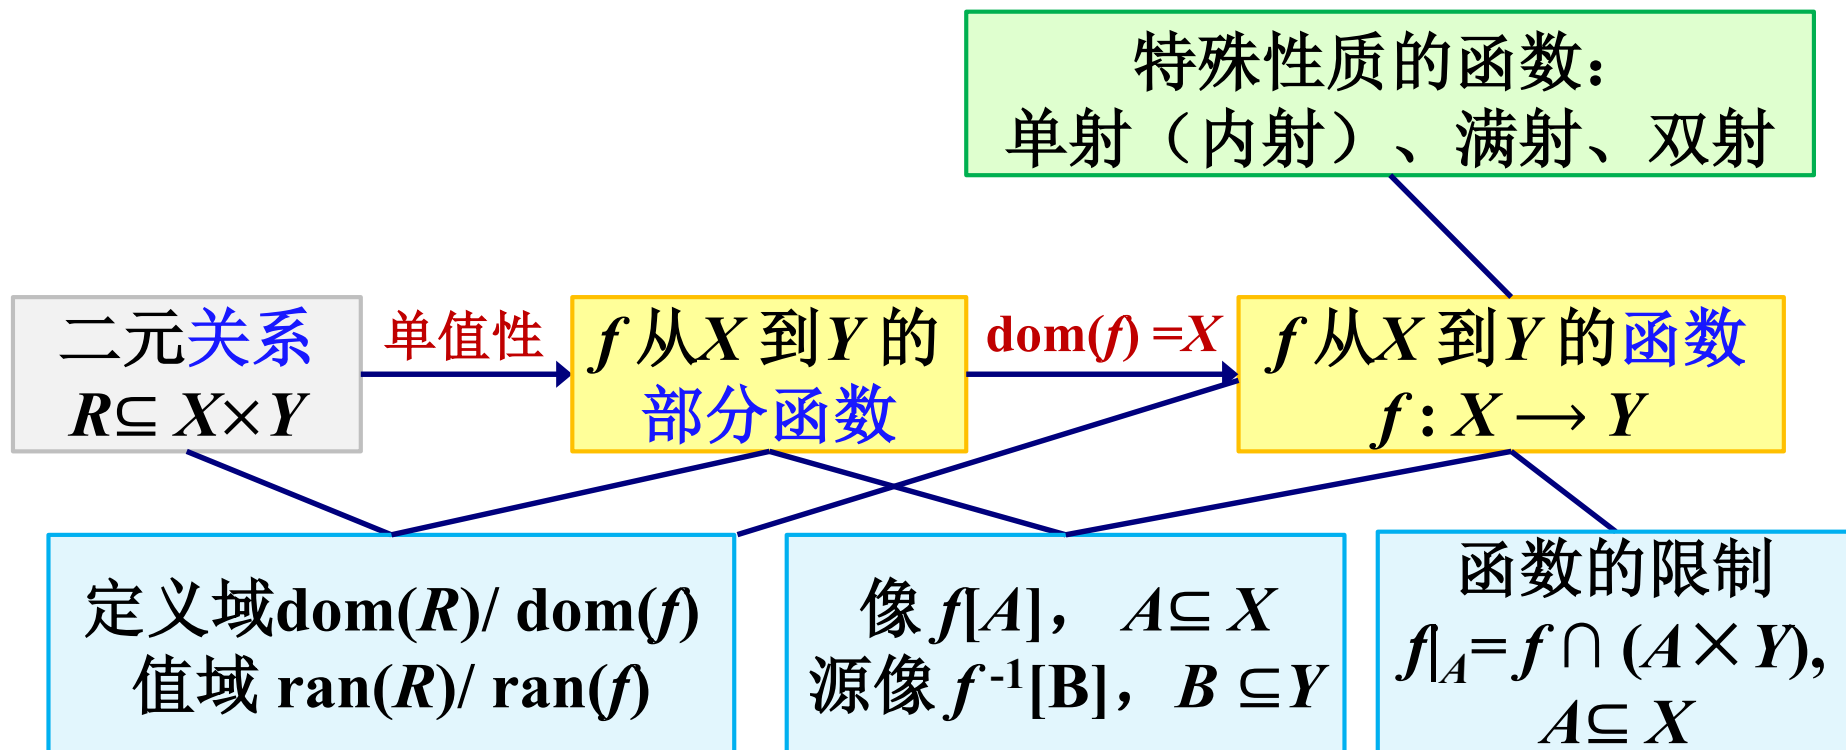 特殊性质的函数：
单射（内射）、满射、双射
二元关系
R⊆ X×Y
单值性
f 从X 到Y 的
部分函数
dom(f) =X
f 从X 到Y 的函数
f : X ⟶ Y
定义域dom(R)/ dom(f)
值域 ran(R)/ ran(f)
像 f[A]， A⊆ X
源像 f⁻¹[B]，B ⊆Y
函数的限制
f|_A= f ∩ (A × Y),
A⊆ X